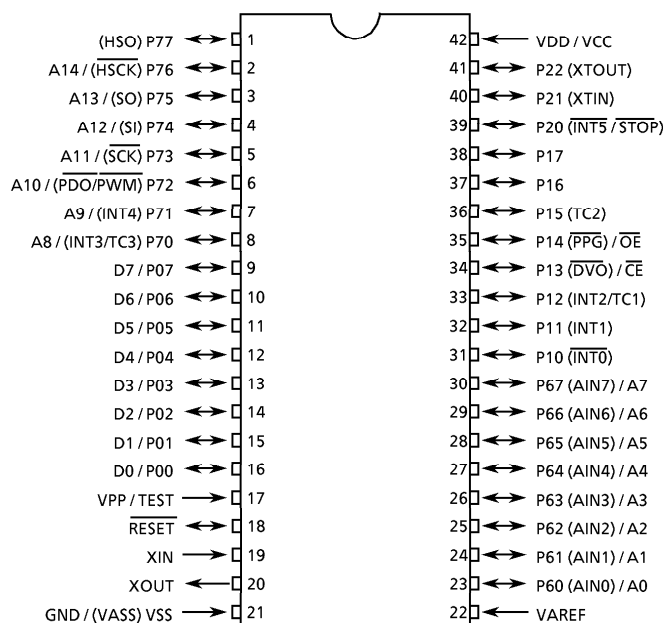 (HSO) P77 1 42 VDD / VCC
A14 / (HSCK) P76 2 41 P22 (XTOUT)
A13 / (SO) P75 3 40 P21 (XTIN)
A12 / (SI) P74 4 39 P20 (INT5 / STOP)
A11 / (SCK) P73 5 38 P17
A10 / (PDO/PWM) P72 6 37 P16
A9 / (INT4) P71 7 36 P15 (TC2)
A8 / (INT3/TC3) P70 8 35 P14 (PPG) / OE
D7 / P07 9 34 P13 (DVO) / CE
D6 / P06 10 33 P12 (INT2/TC1)
D5 / P05 11 32 P11 (INT1)
D4 / P04 12 31 P10 (INT0)
D3 / P03 13 30 P67 (AIN7) / A7
D2 / P02 14 29 P66 (AIN6) / A6
D1 / P01 15 28 P65 (AIN5) / A5
D0 / P00 16 27 P64 (AIN4) / A4
VPP / TEST 17 26 P63 (AIN3) / A3
RESET 18 25 P62 (AIN2) / A2
XIN 19 24 P61 (AIN1) / A1
XOUT 20 23 P60 (AIN0) / A0
GND / (VASS) VSS 21 22 VAREF